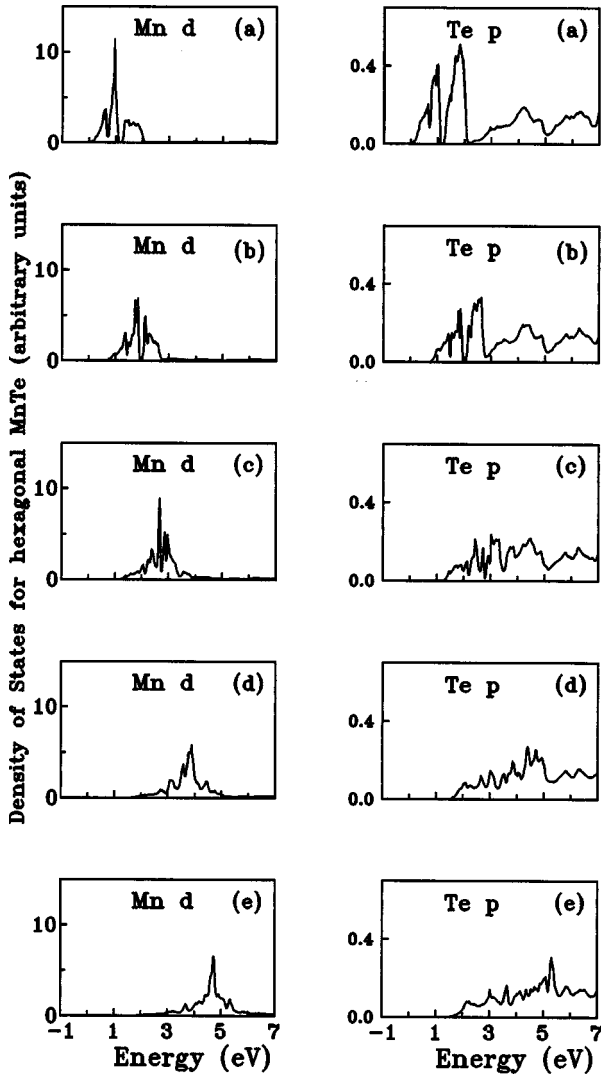 Density of States for hexagonal MnTe (arbitrary units)
Mn d (a)
10
0
Te p (a)
0.4
0.0
Mn d (b)
10
0
Te p (b)
0.4
0.0
Mn d (c)
10
0
Te p (c)
0.4
0.0
Mn d (d)
10
0
Te p (d)
0.4
0.0
Mn d (e)
10
0
-1 1 3 5 7
Energy (eV)
Te p (e)
0.4
0.0
-1 1 3 5 7
Energy (eV)